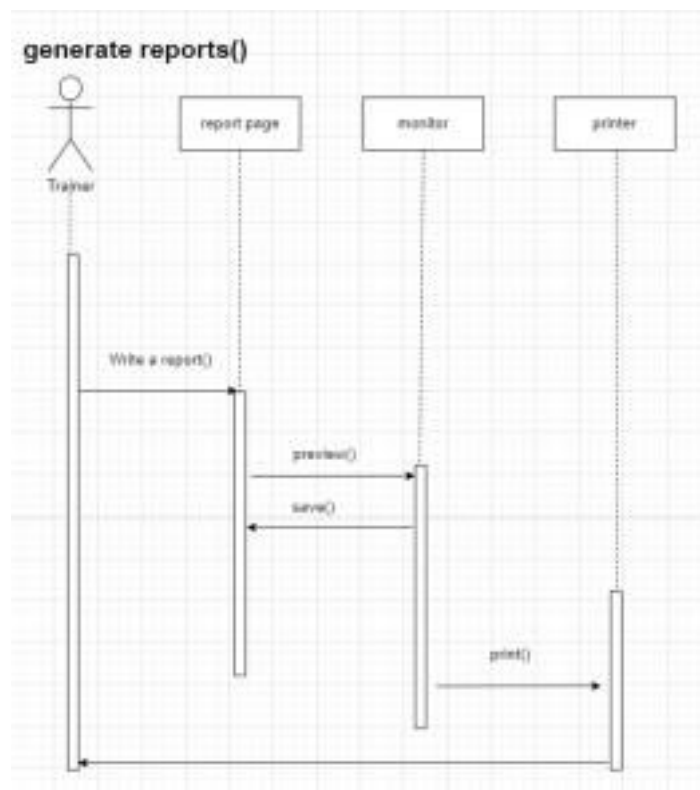 generate reports()
report page
monitor
printer
Trainer
Write a report()
preview()
save()
print()